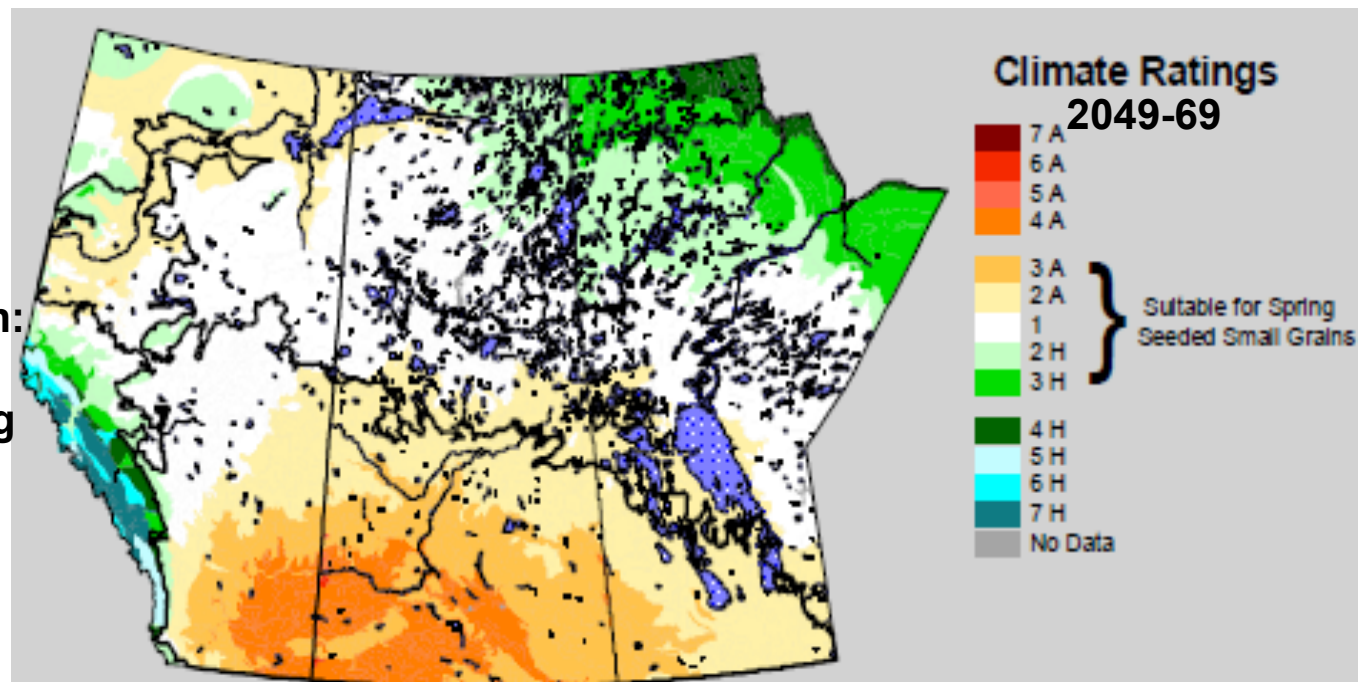 Climate Ratings
2049-69
7 A
6 A
5 A
4 A
3 A
2 A
1
2 H
3 H
Suitable for Spring
Seeded Small Grains
4 H
5 H
6 H
7 H
No Data
n:
g